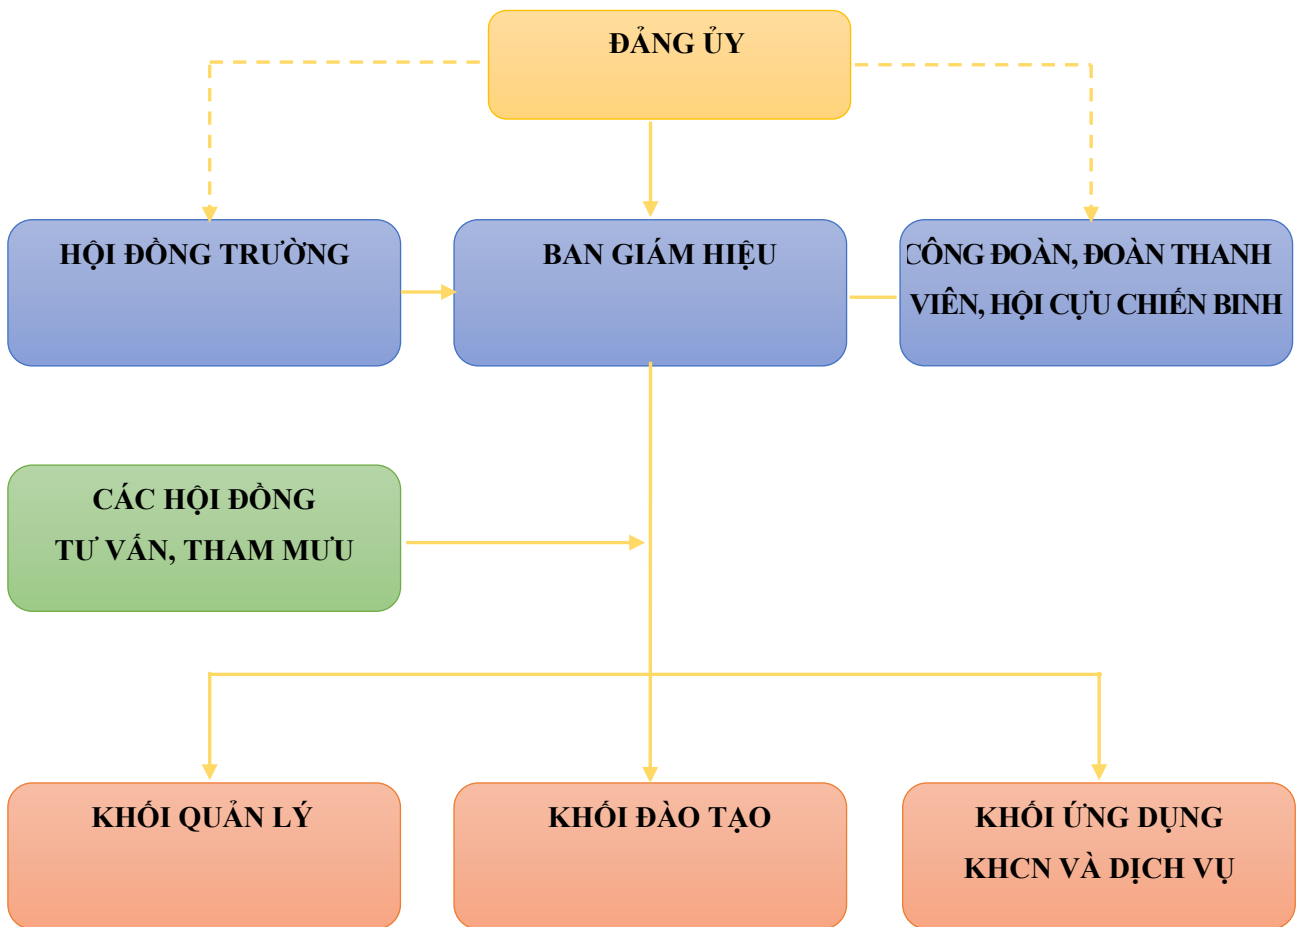 ĐẢNG ỦY
HỘI ĐỒNG TRƯỜNG
BAN GIÁM HIỆU
CÔNG ĐOÀN, ĐOÀN THANH
VIÊN, HỘI CỰU CHIẾN BINH
CÁC HỘI ĐỒNG
TƯ VẤN, THAM MƯU
KHỐI QUẢN LÝ
KHỐI ĐÀO TẠO
KHỐI ỨNG DỤNG
KHCN VÀ DỊCH VỤ